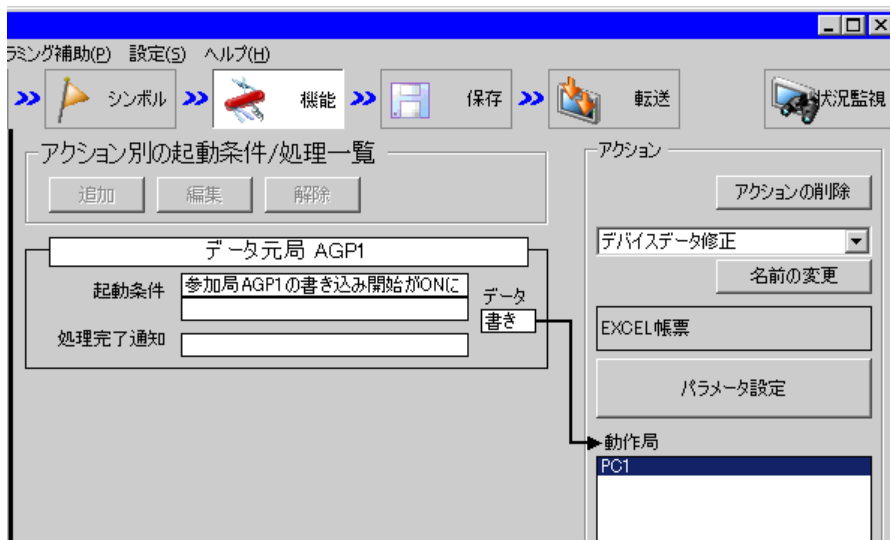 ラミング補助(P) 設定(S) ヘルプ(H)
シンボル 機能 保存 転送 状況監視
アクション別の起動条件/処理一覧
追加 編集 解除
データ元局 AGP1
起動条件 参加局AGP1の書き込み開始がONに
データ
書き
処理完了通知
アクション
アクションの削除
デバイスデータ修正
名前の変更
EXCEL帳票
パラメータ設定
動作局
PC1